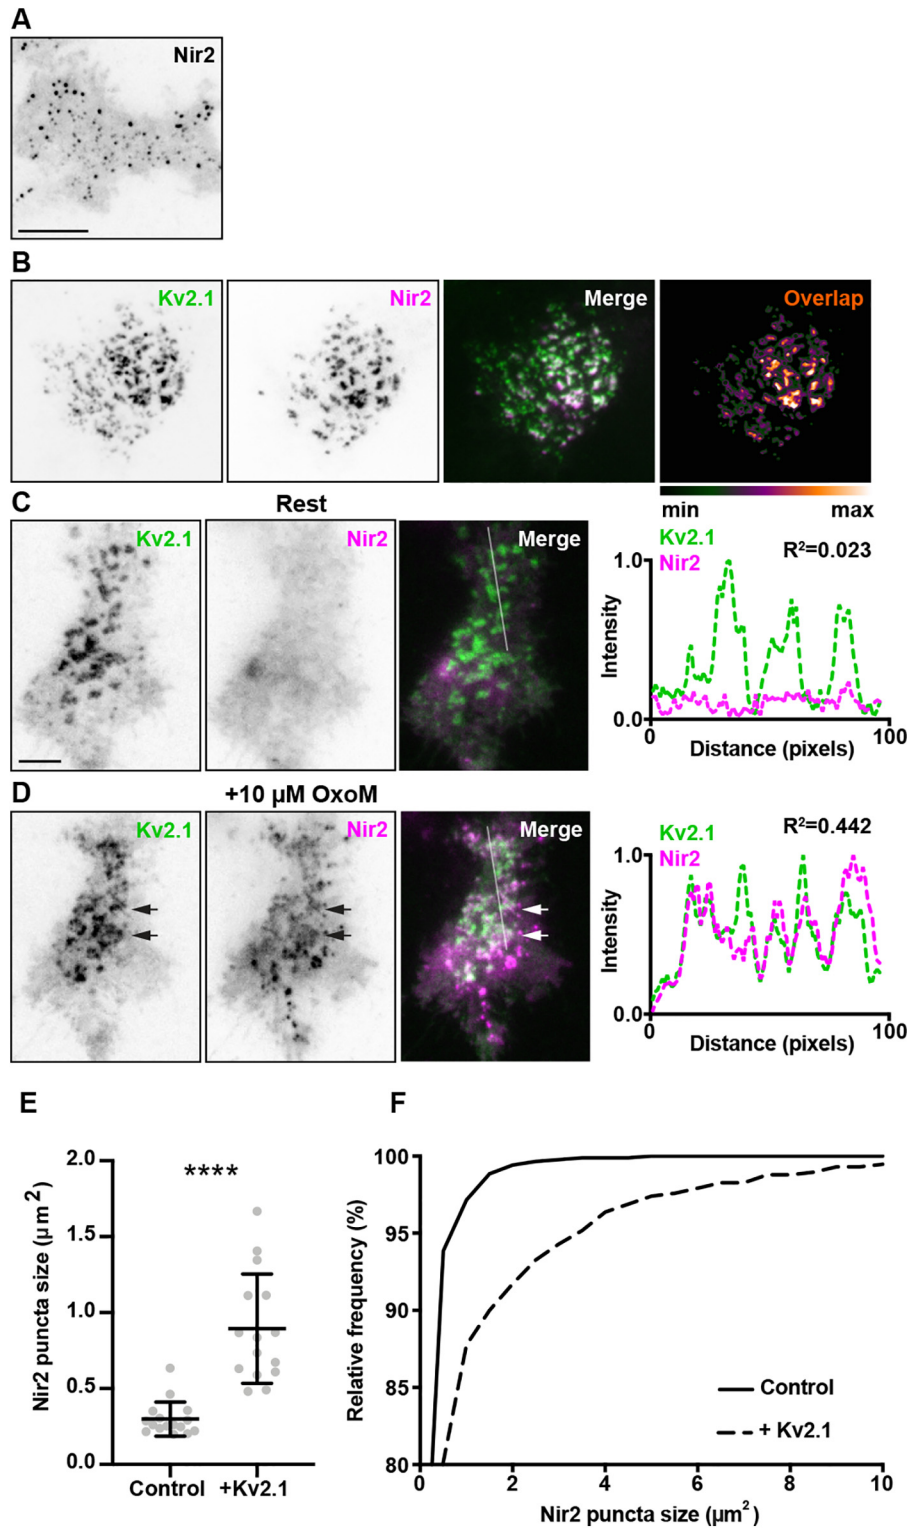 A
Nir2
B
Kv2.1
Nir2
Merge
Overlap
min max
C
Rest
Kv2.1
Nir2
Merge
Kv2.1
Nir2
R²=0.023
1.0
Intensity
0.0
0 100
Distance (pixels)
D
+10 µM OxoM
Kv2.1
Nir2
Merge
Kv2.1
Nir2
R²=0.442
1.0
Intensity
0.0
0 100
Distance (pixels)
E
Nir2 puncta size (µm²)
2.0
1.5
1.0
0.5
0.0
****
Control +Kv2.1
F
Relative frequency (%)
100
95
90
85
80
Control
+ Kv2.1
0 2 4 6 8 10
Nir2 puncta size (µm²)